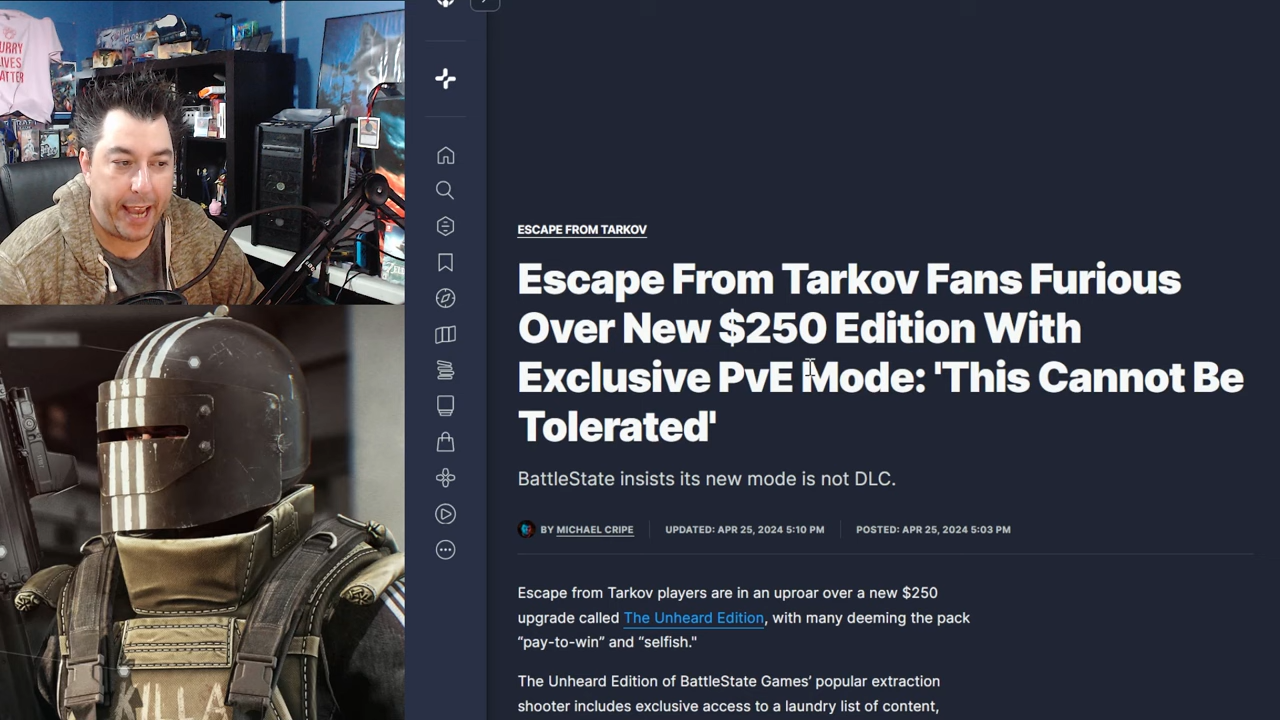 ESCAPE FROM TARKOV
Escape From Tarkov Fans Furious
Over New $250 Edition With
Exclusive PvE Mode: 'This Cannot Be
Tolerated'
BattleState insists its new mode is not DLC.
BY MICHAEL CRIPE
UPDATED: APR 25, 2024 5:10 PM
POSTED: APR 25, 2024 5:03 PM
Escape from Tarkov players are in an uproar over a new $250
upgrade called The Unheard Edition, with many deeming the pack
“pay-to-win” and “selfish."
The Unheard Edition of BattleState Games’ popular extraction
shooter includes exclusive access to a laundry list of content,